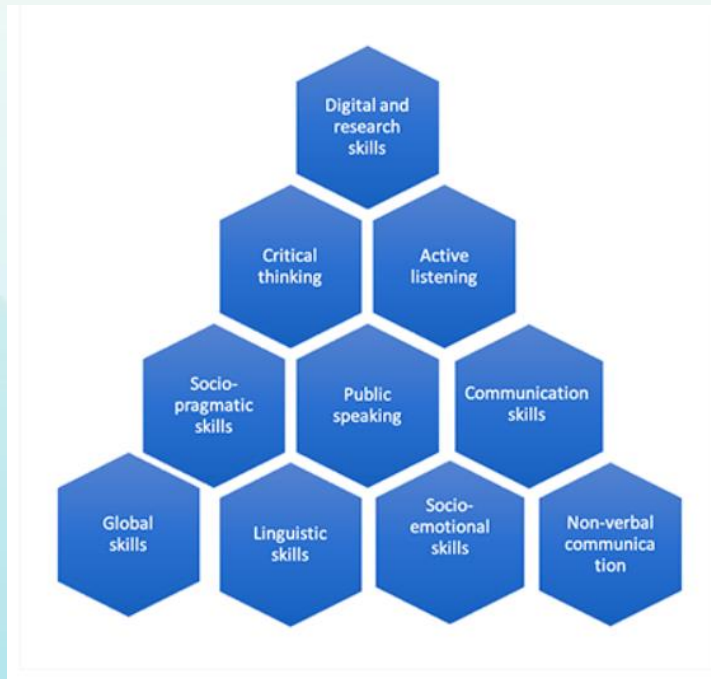 Digital and
research
skills
Critical
thinking
Active
listening
Socio-
pragmatic
skills
Public
speaking
Communication
skills
Global
skills
Linguistic
skills
Socio-
emotional
skills
Non-verbal
communica
tion